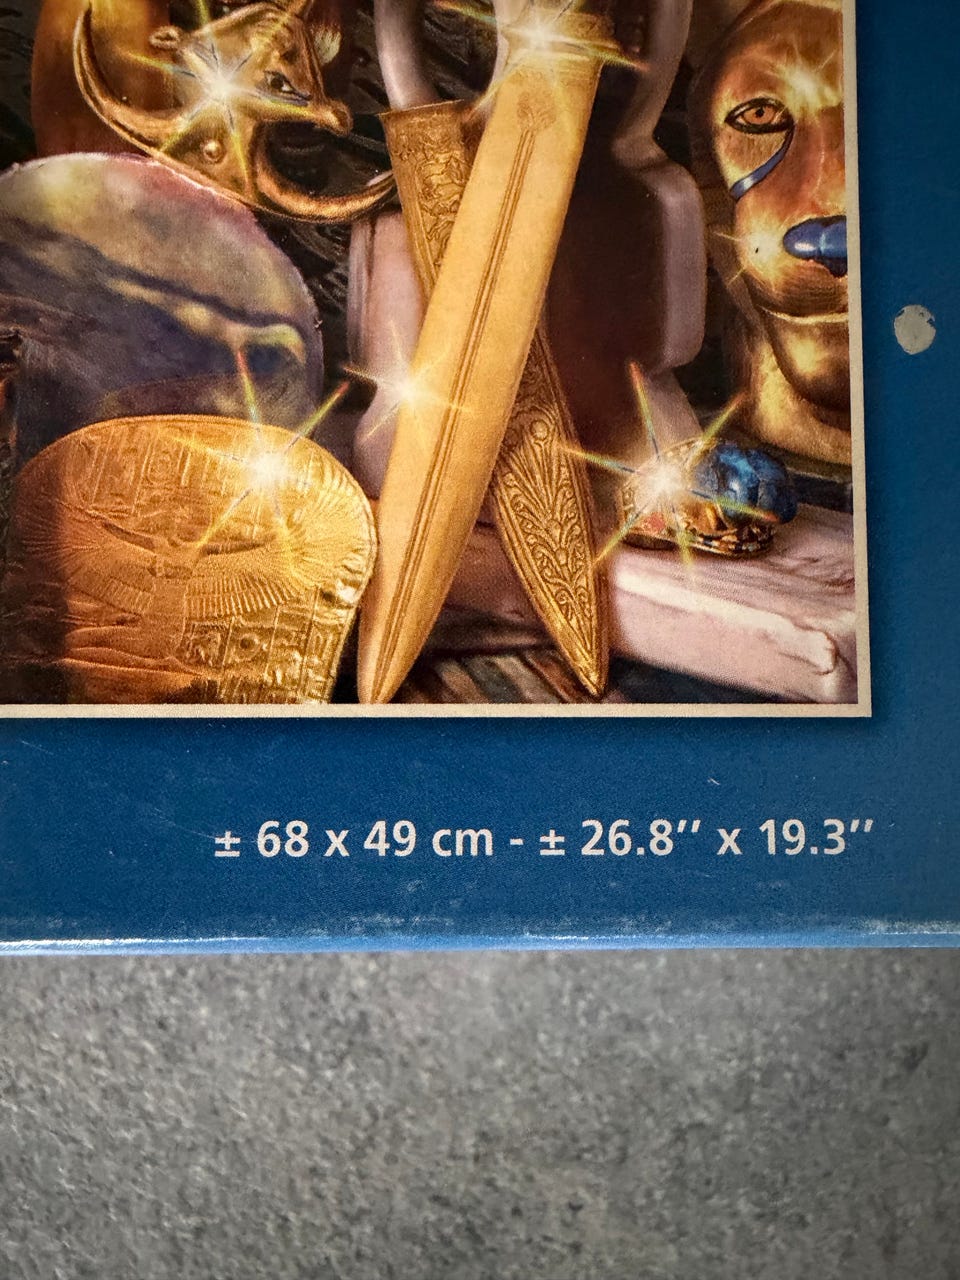 ± 68 x 49 cm - ± 26.8’’ x 19.3’’